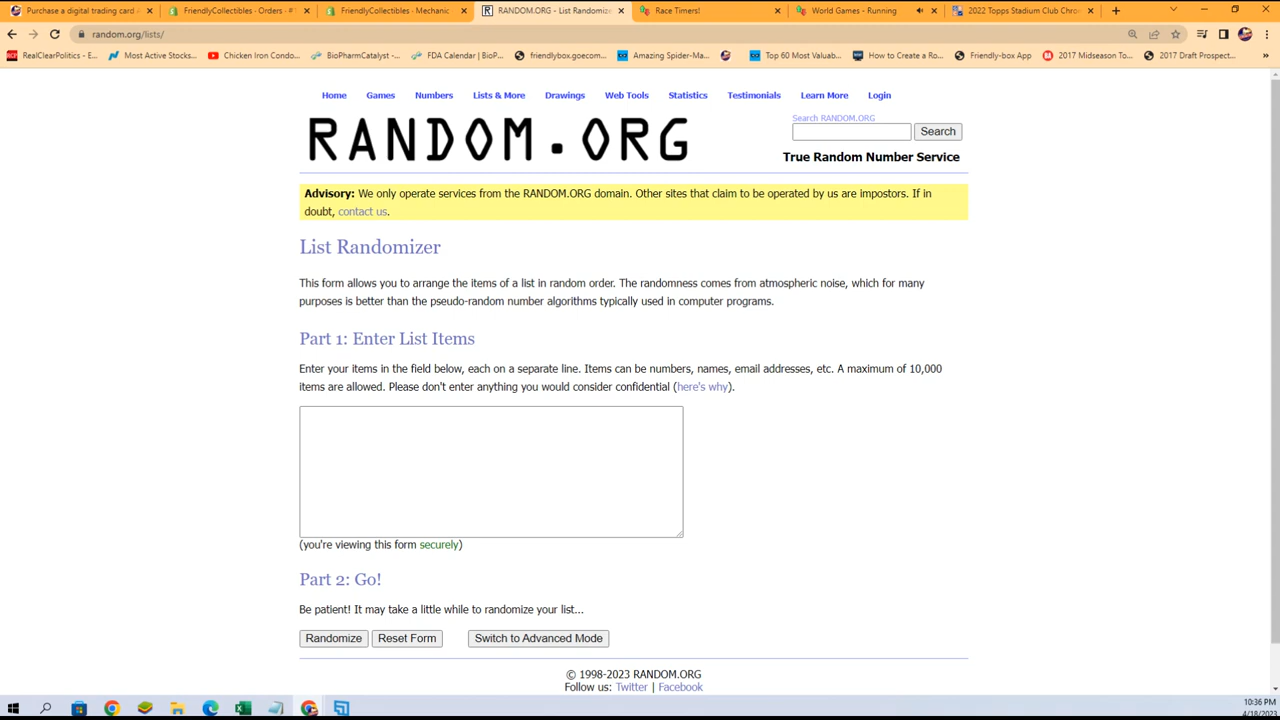 Purchase a digital trading card
FriendlyCollectibles - Orders - #1
FriendlyCollectibles - Mechanic
RANDOM.ORG - List Randomize
Race Timers!
World Games - Running
2022 Topps Stadium Club Chro
random.org/lists/
RealClearPolitics - E...
Most Active Stocks...
Chicken Iron Condo...
BioPharmCatalyst -...
FDA Calendar | BioP...
friendlybox.goecom...
Amazing Spider-Ma...
Top 60 Most Valuab...
How to Create a Ro...
Friendly-box App
2017 Midseason To...
2017 Draft Prospect...
Home Games Numbers Lists & More Drawings Web Tools Statistics Testimonials Learn More Login
RANDOM.ORG
Search RANDOM.ORG
Search
True Random Number Service
Advisory: We only operate services from the RANDOM.ORG domain. Other sites that claim to be operated by us are impostors. If in
doubt, contact us.
List Randomizer
This form allows you to arrange the items of a list in random order. The randomness comes from atmospheric noise, which for many
purposes is better than the pseudo-random number algorithms typically used in computer programs.
Part 1: Enter List Items
Enter your items in the field below, each on a separate line. Items can be numbers, names, email addresses, etc. A maximum of 10,000
items are allowed. Please don't enter anything you would consider confidential (here's why).
(you're viewing this form securely)
Part 2: Go!
Be patient! It may take a little while to randomize your list...
Randomize Reset Form Switch to Advanced Mode
© 1998-2023 RANDOM.ORG
Follow us: Twitter | Facebook
10:36 PM
4/18/2023